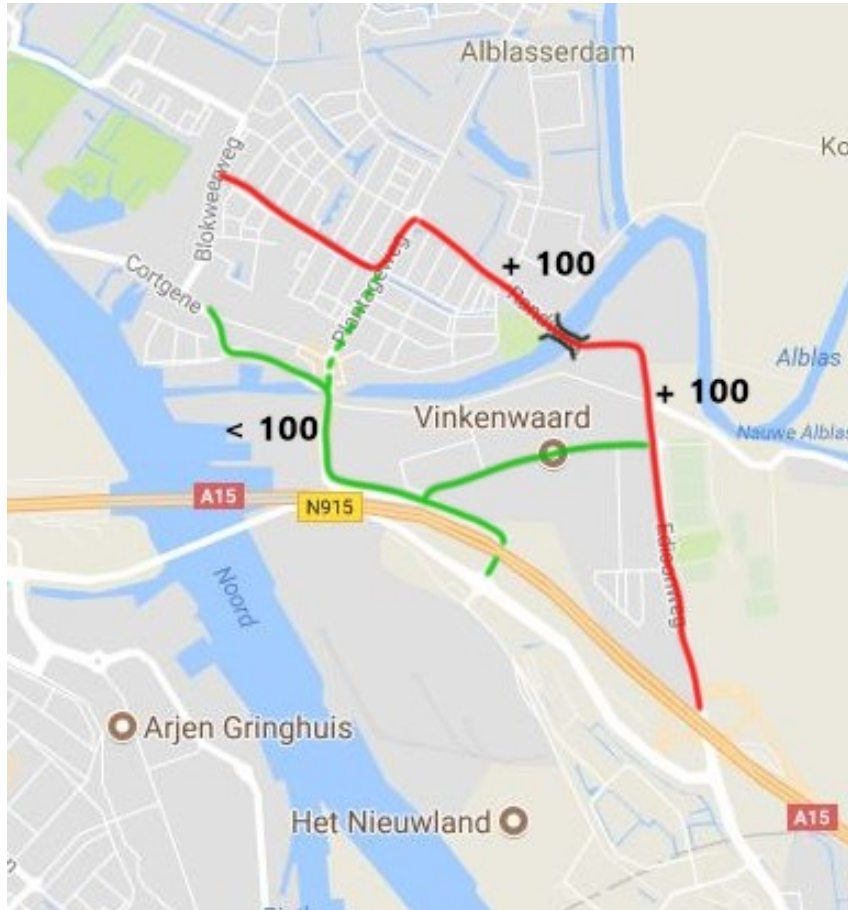 Alblasserdam
Ko
Blokweerweg
Cortgene
Plantageweg
+ 100
Alblas
+ 100
Vinkenwaard
< 100
Nauwe Alblas
A15
N915
Edisonweg
Noord
Arjen Gringhuis
Het Nieuwland
A15